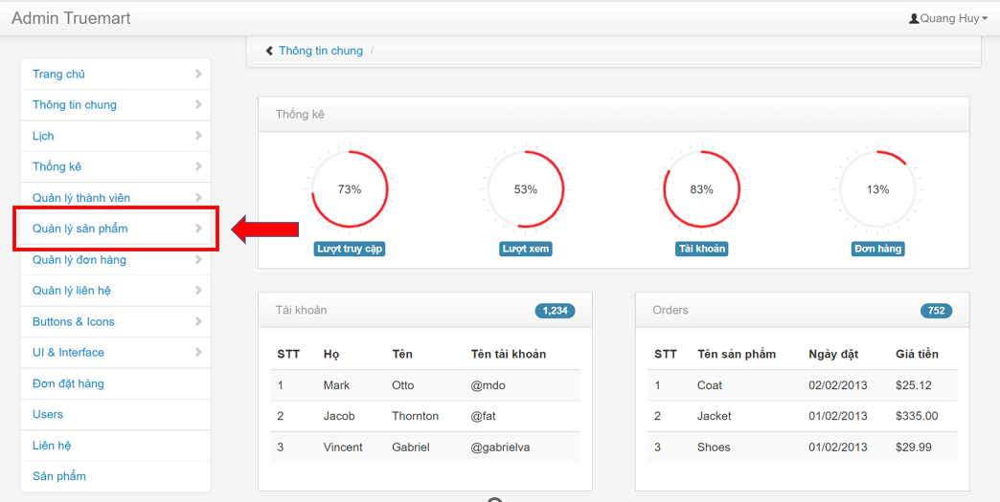 Admin Truemart
Quang Huy
Thông tin chung /
Trang chủ
Thông tin chung
Lịch
Thống kê
Quản lý thành viên
Quản lý sản phẩm
Quản lý đơn hàng
Quản lý liên hệ
Buttons & Icons
UI & Interface
Đơn đặt hàng
Users
Liên hệ
Sản phẩm
Thống kê
73% 53% 83% 13%
Lượt truy cập Lượt xem Tài khoản Đơn hàng
Tài khoản 1,234
STT Họ Tên Tên tài khoản
1 Mark Otto @mdo
2 Jacob Thornton @fat
3 Vincent Gabriel @gabrielva
Orders 752
STT Tên sản phẩm Ngày đặt Giá tiền
1 Coat 02/02/2013 $25.12
2 Jacket 01/02/2013 $335.00
3 Shoes 01/02/2013 $29.99